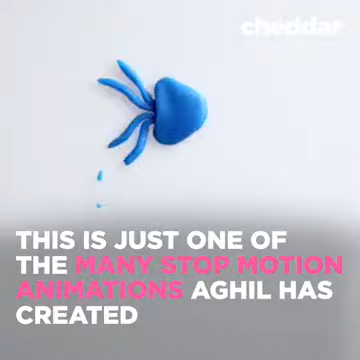 cheddar
THIS IS JUST ONE OF
THE MANY STOP MOTION
ANIMATIONS AGHIL HAS
CREATED